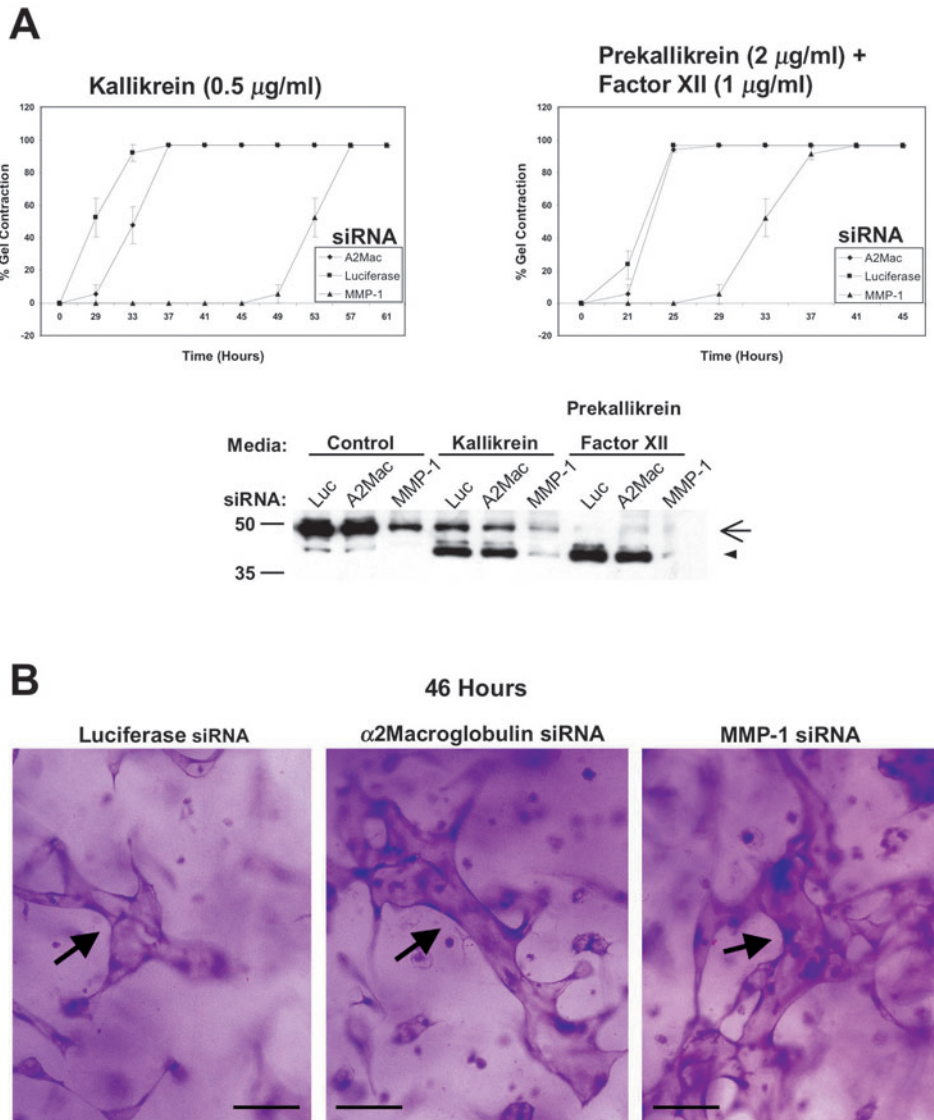 A
Kallikrein (0.5 μg/ml)
120
100
80
60
40
20
0
-20
% Gel Contraction
0 29 33 37 41 45 49 53 57 61
Time (Hours)
siRNA
A2Mac
Luciferase
MMP-1
Prekallikrein (2 μg/ml) +
Factor XII (1 μg/ml)
120
100
80
60
40
20
0
-20
% Gel Contraction
0 21 25 29 33 37 41 45
Time (Hours)
siRNA
A2Mac
Luciferase
MMP-1
Prekallikrein
Media: Control Kallikrein Factor XII
siRNA: Luc A2Mac MMP-1 Luc A2Mac MMP-1 Luc A2Mac MMP-1
50
35
B
46 Hours
Luciferase siRNA
α2Macroglobulin siRNA
MMP-1 siRNA